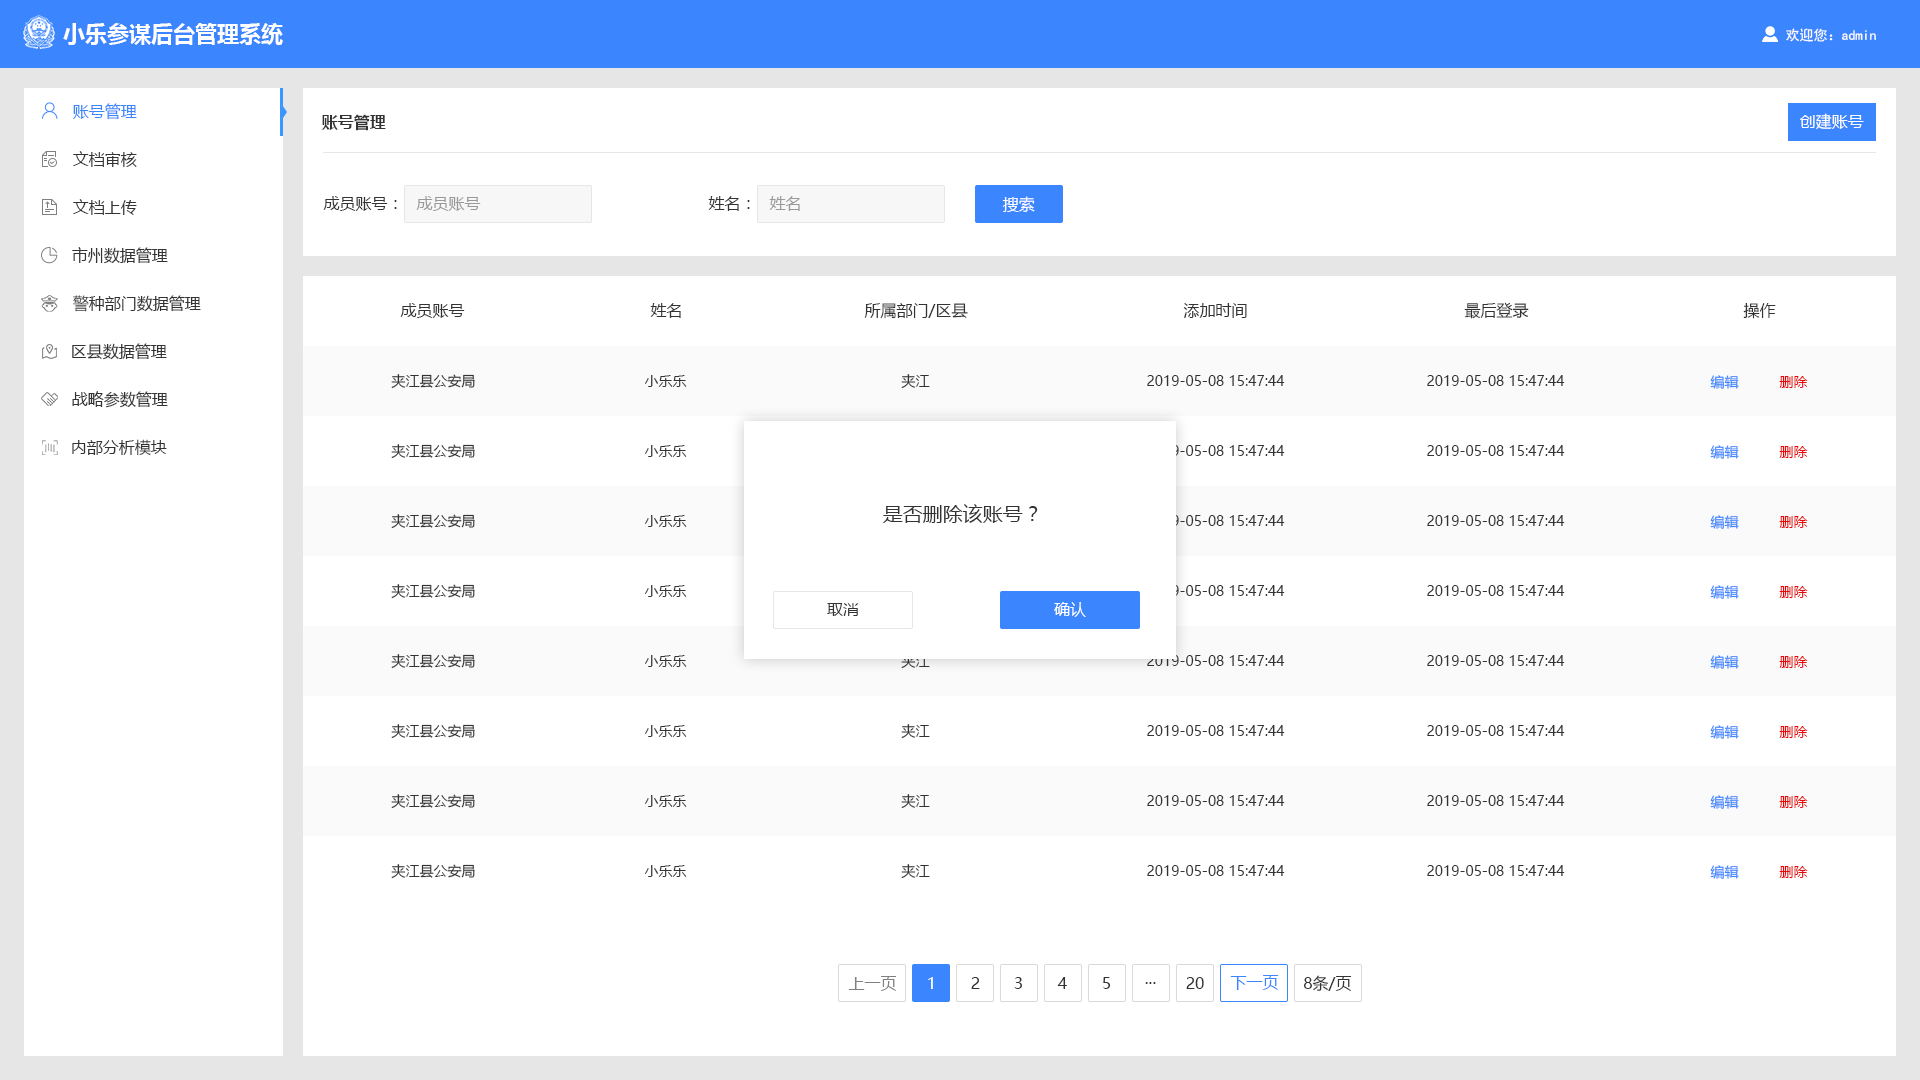 小乐参谋后台管理系统
欢迎您：admin
账号管理
文档审核
文档上传
市州数据管理
警种部门数据管理
区县数据管理
战略参数管理
内部分析模块
账号管理
创建账号
成员账号： 成员账号 姓名： 姓名 搜索
成员账号 姓名 所属部门/区县 添加时间 最后登录 操作
夹江县公安局 小乐乐 夹江 2019-05-08 15:47:44 2019-05-08 15:47:44 编辑 删除
夹江县公安局 小乐乐 9-05-08 15:47:44 2019-05-08 15:47:44 编辑 删除
夹江县公安局 小乐乐 9-05-08 15:47:44 2019-05-08 15:47:44 编辑 删除
夹江县公安局 小乐乐 9-05-08 15:47:44 2019-05-08 15:47:44 编辑 删除
夹江县公安局 小乐乐 夹江 2019-05-08 15:47:44 2019-05-08 15:47:44 编辑 删除
夹江县公安局 小乐乐 夹江 2019-05-08 15:47:44 2019-05-08 15:47:44 编辑 删除
夹江县公安局 小乐乐 夹江 2019-05-08 15:47:44 2019-05-08 15:47:44 编辑 删除
夹江县公安局 小乐乐 夹江 2019-05-08 15:47:44 2019-05-08 15:47:44 编辑 删除
是否删除该账号？
取消 确认
上一页 1 2 3 4 5 ··· 20 下一页 8条/页